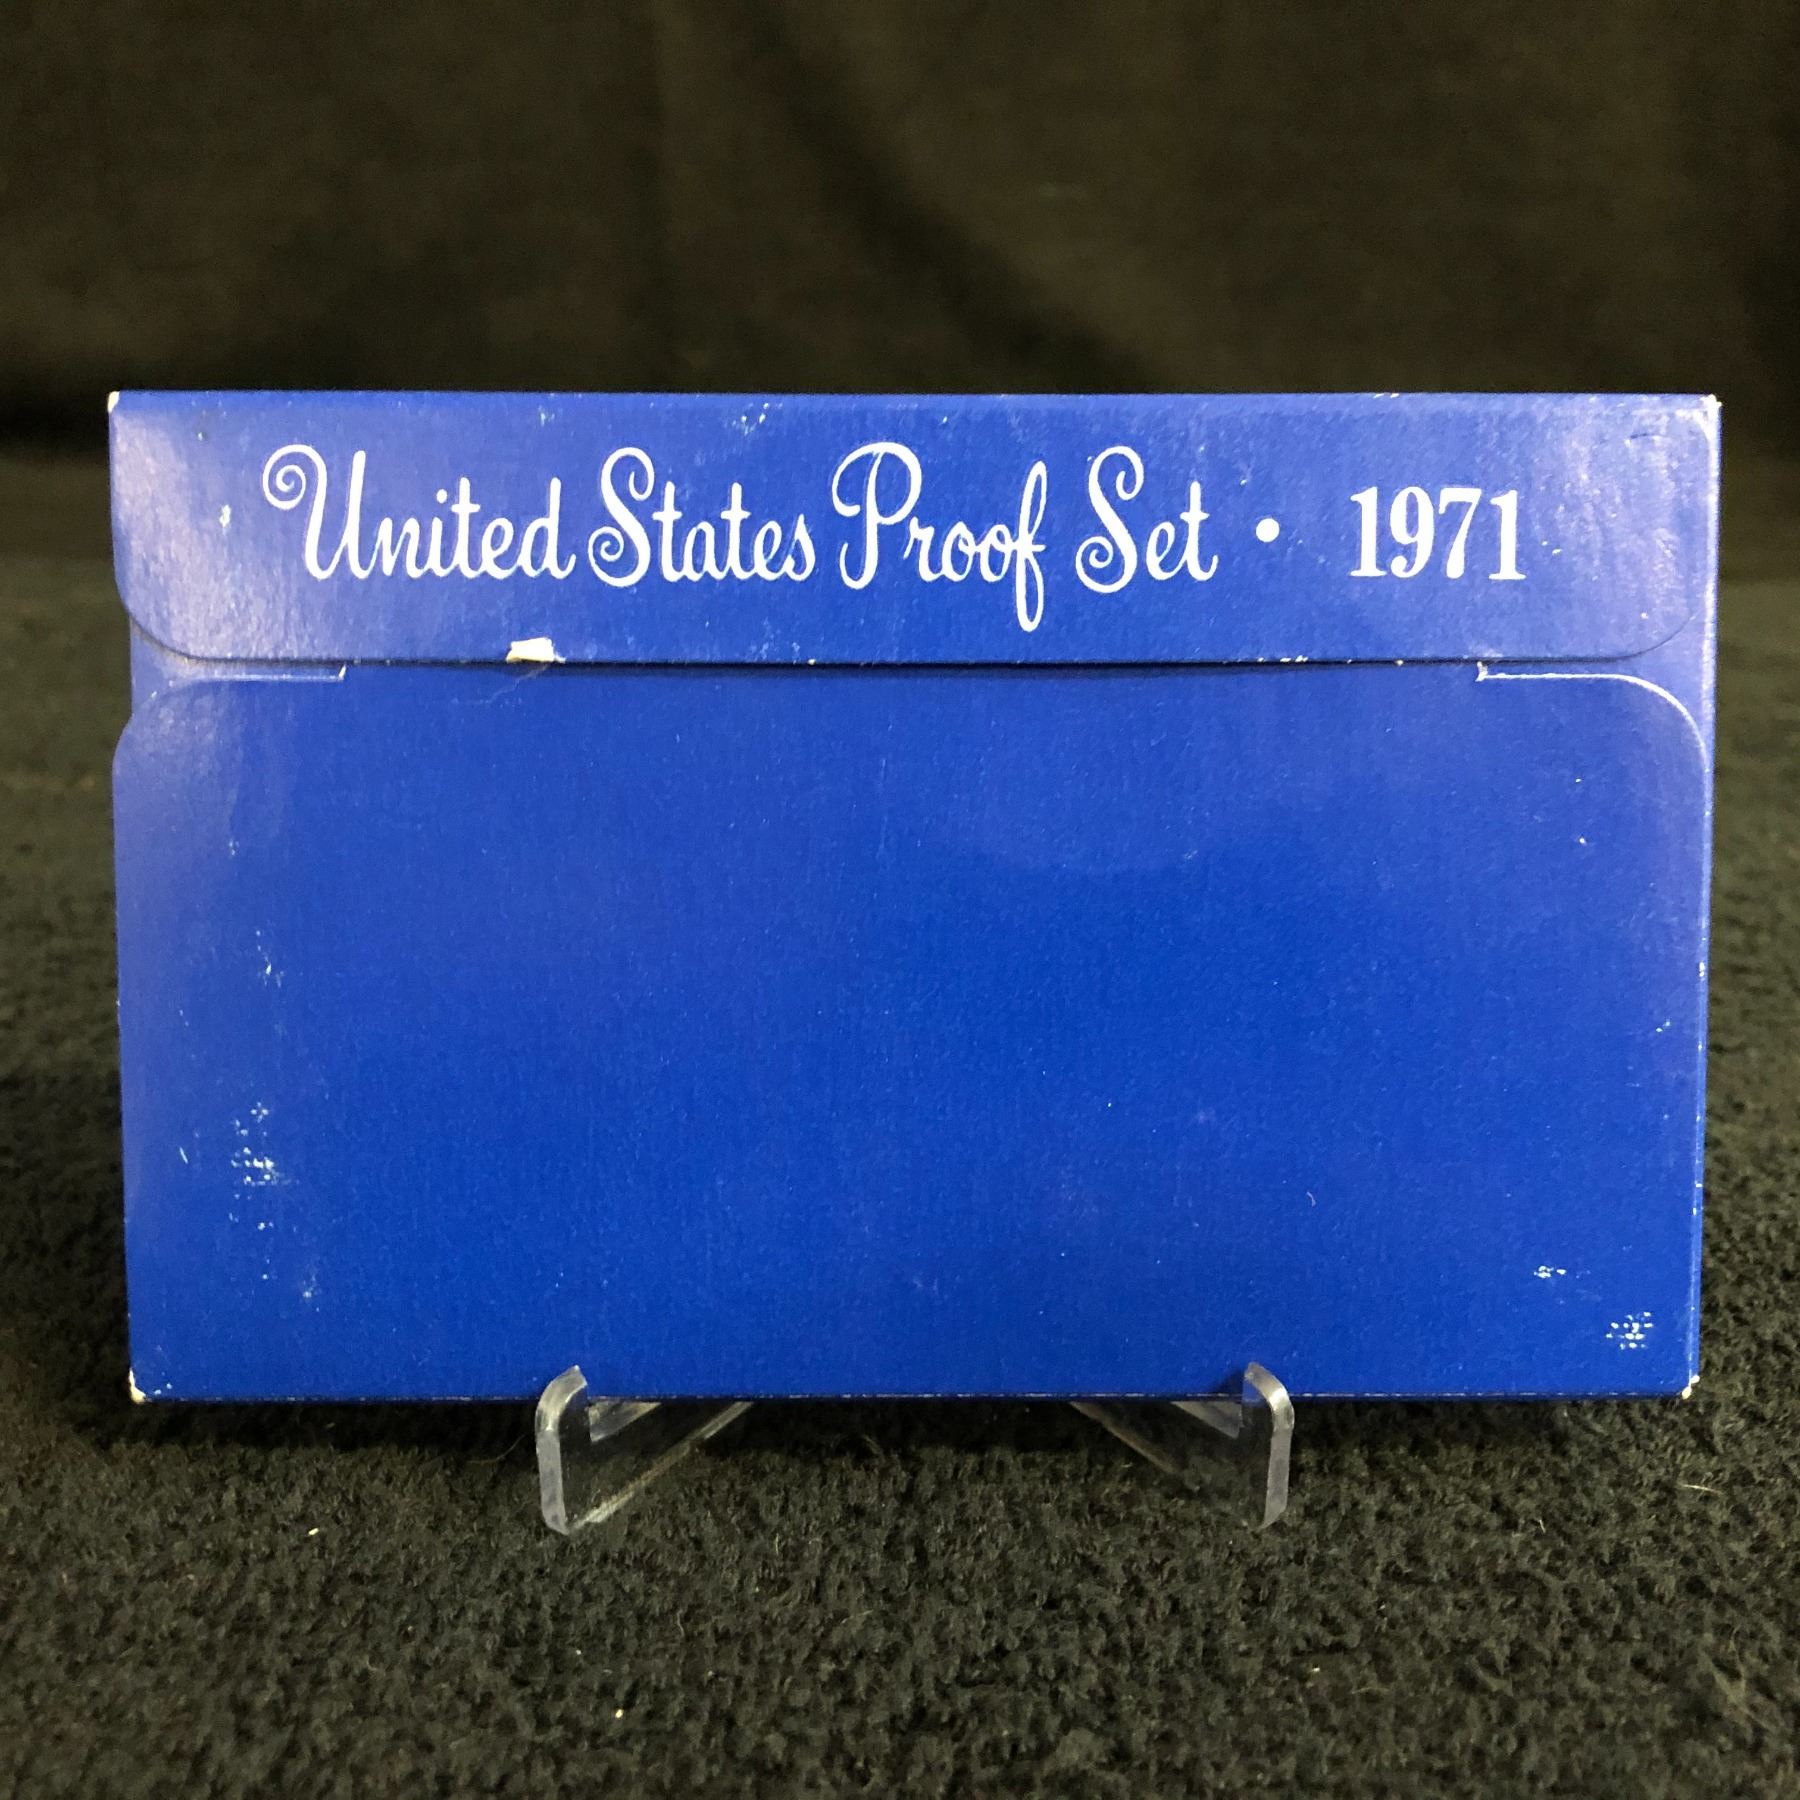 United States Proof Set • 1971